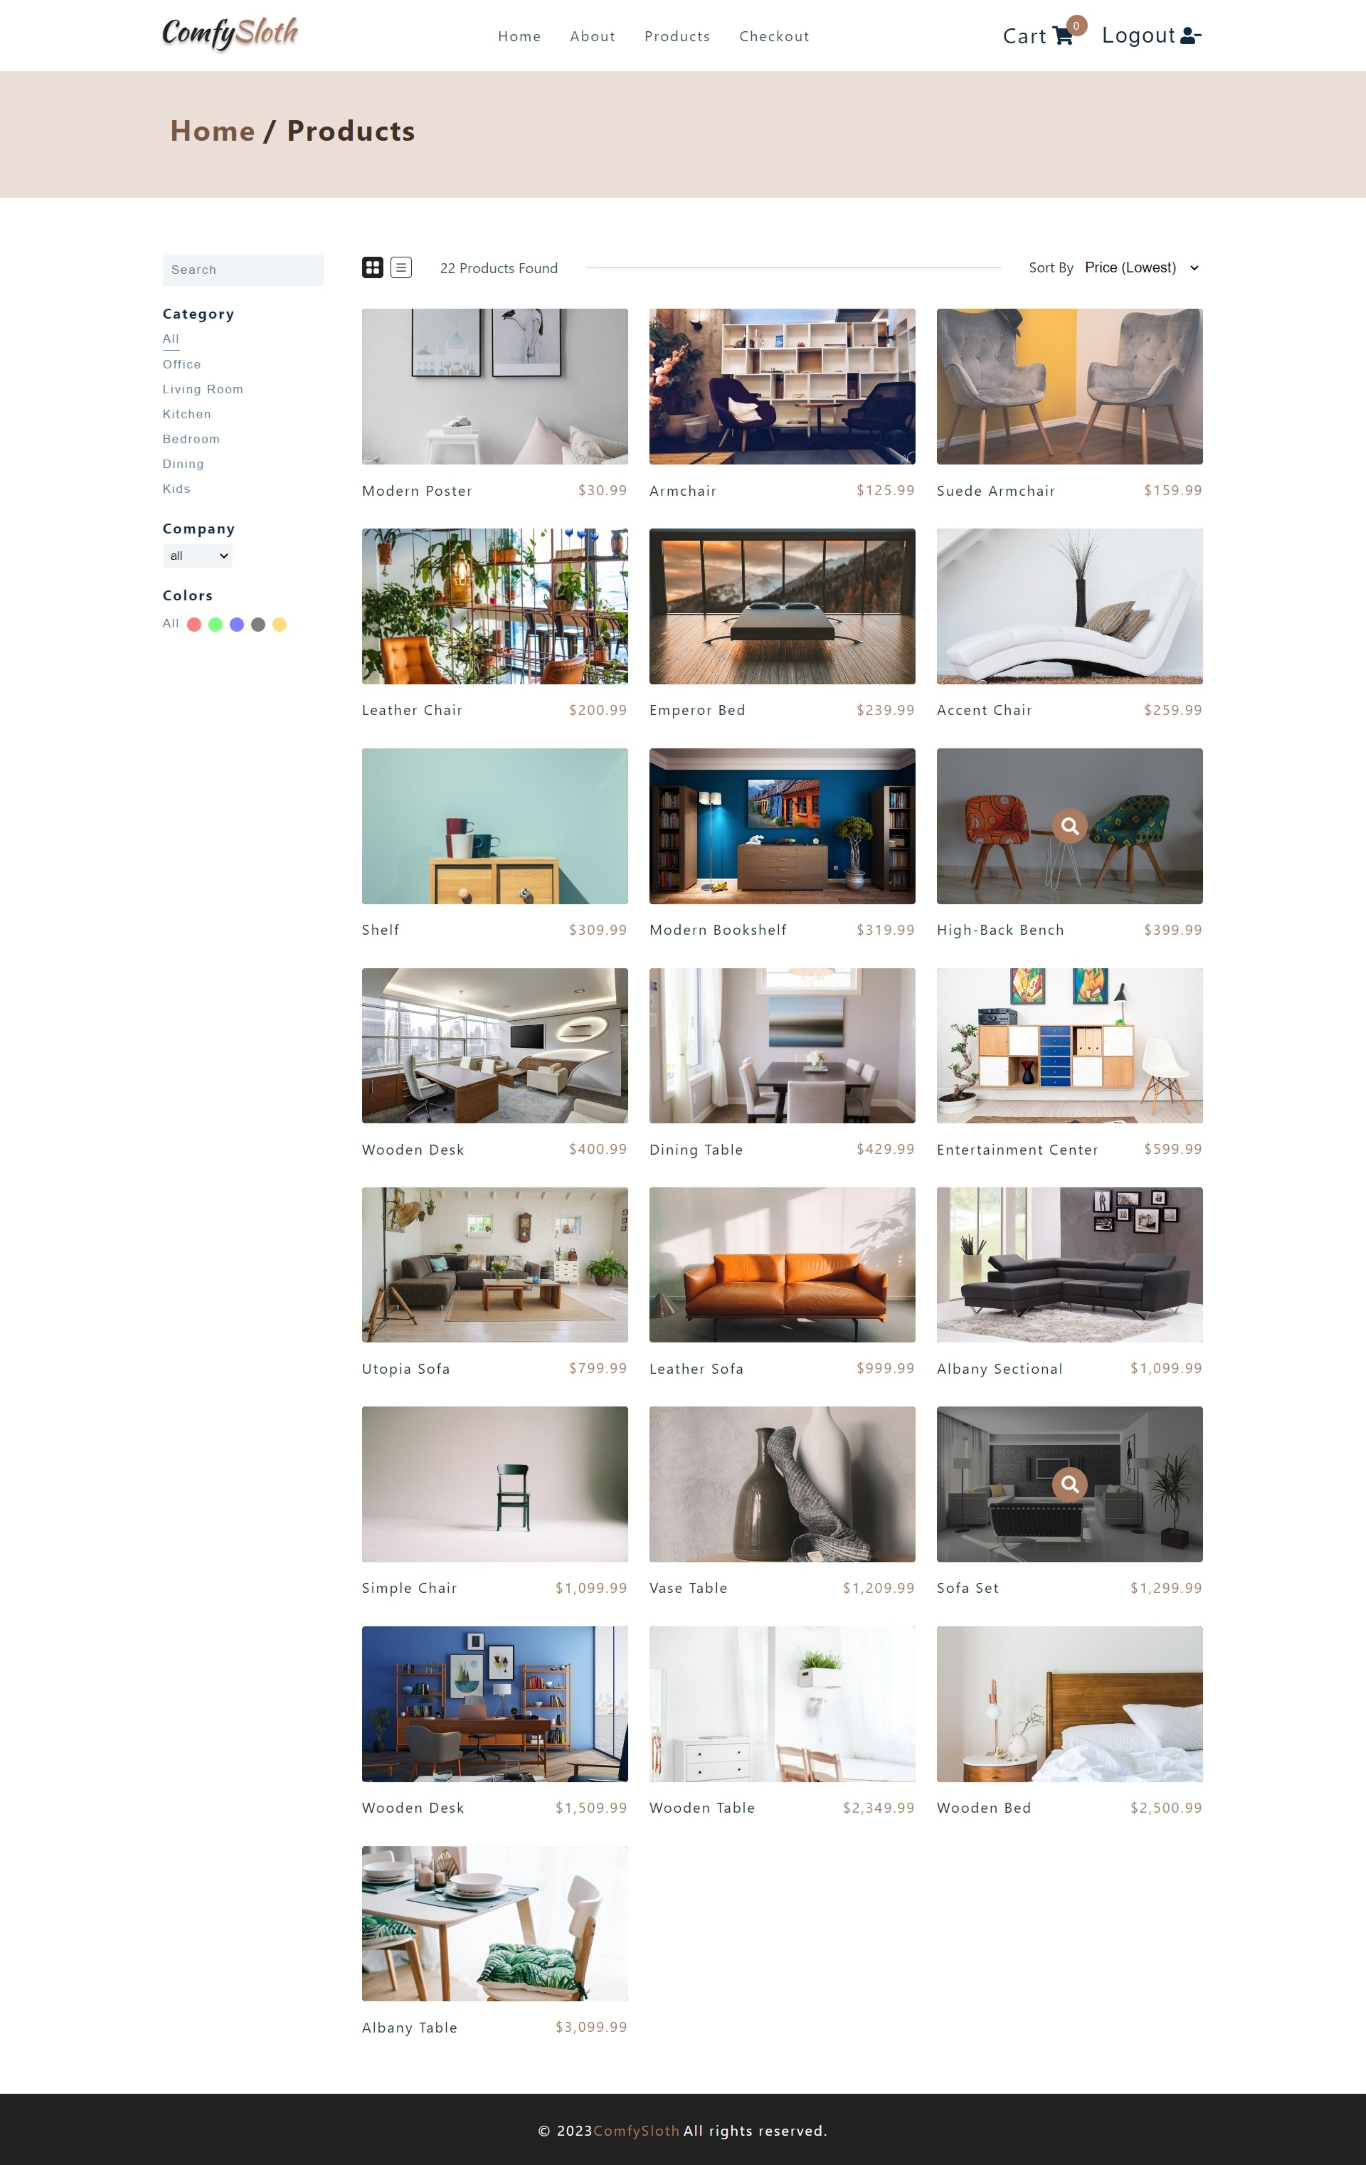 ComfySloth
Home About Products Checkout
Cart 0 Logout
Home / Products
Search
22 Products Found
Sort By Price (Lowest)
Category
All
Office
Living Room
Kitchen
Bedroom
Dining
Kids
Company
all
Colors
All
Modern Poster $30.99
Armchair $125.99
Suede Armchair $159.99
Leather Chair $200.99
Emperor Bed $239.99
Accent Chair $259.99
Shelf $309.99
Modern Bookshelf $319.99
High-Back Bench $399.99
Wooden Desk $400.99
Dining Table $429.99
Entertainment Center $599.99
Utopia Sofa $799.99
Leather Sofa $999.99
Albany Sectional $1,099.99
Simple Chair $1,099.99
Vase Table $1,209.99
Sofa Set $1,299.99
Wooden Desk $1,509.99
Wooden Table $2,349.99
Wooden Bed $2,500.99
Albany Table $3,099.99
© 2023ComfySloth All rights reserved.